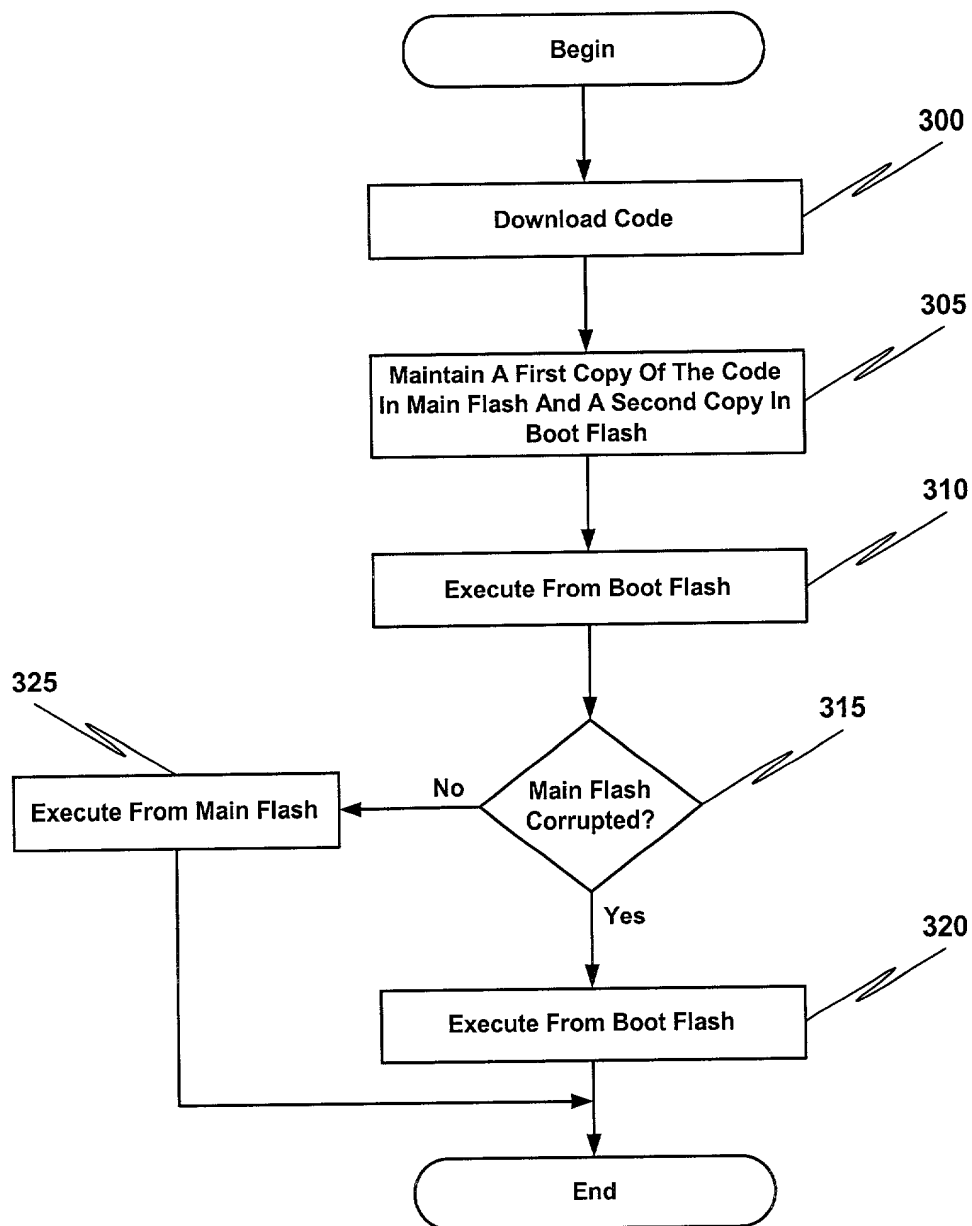 Begin
300
Download Code
305
Maintain A First Copy Of The Code
In Main Flash And A Second Copy In
Boot Flash
310
Execute From Boot Flash
325
315
Main Flash
Corrupted?
No
Execute From Main Flash
Yes
320
Execute From Boot Flash
End